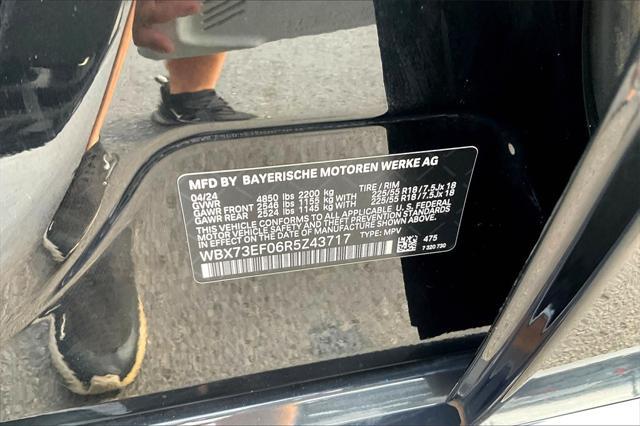 MFD BY BAYERISCHE MOTOREN WERKE AG
04/24 TIRE / RIM
GVWR 4850 lbs 2200 kg
GAWR FRONT 2546 lbs 1155 kg WITH 225/55 R18 / 7.5Jx 18
GAWR REAR 2524 lbs 1145 kg WITH 225/55 R18 / 7.5Jx 18
THIS VEHICLE CONFORMS TO ALL APPLICABLE U.S. FEDERAL
MOTOR VEHICLE SAFETY AND THEFT PREVENTION STANDARDS
IN EFFECT ON THE DATE OF MANUFACTURE SHOWN ABOVE.
WBX73EF06R5Z43717 TYPE: MPV
475
7 320 730